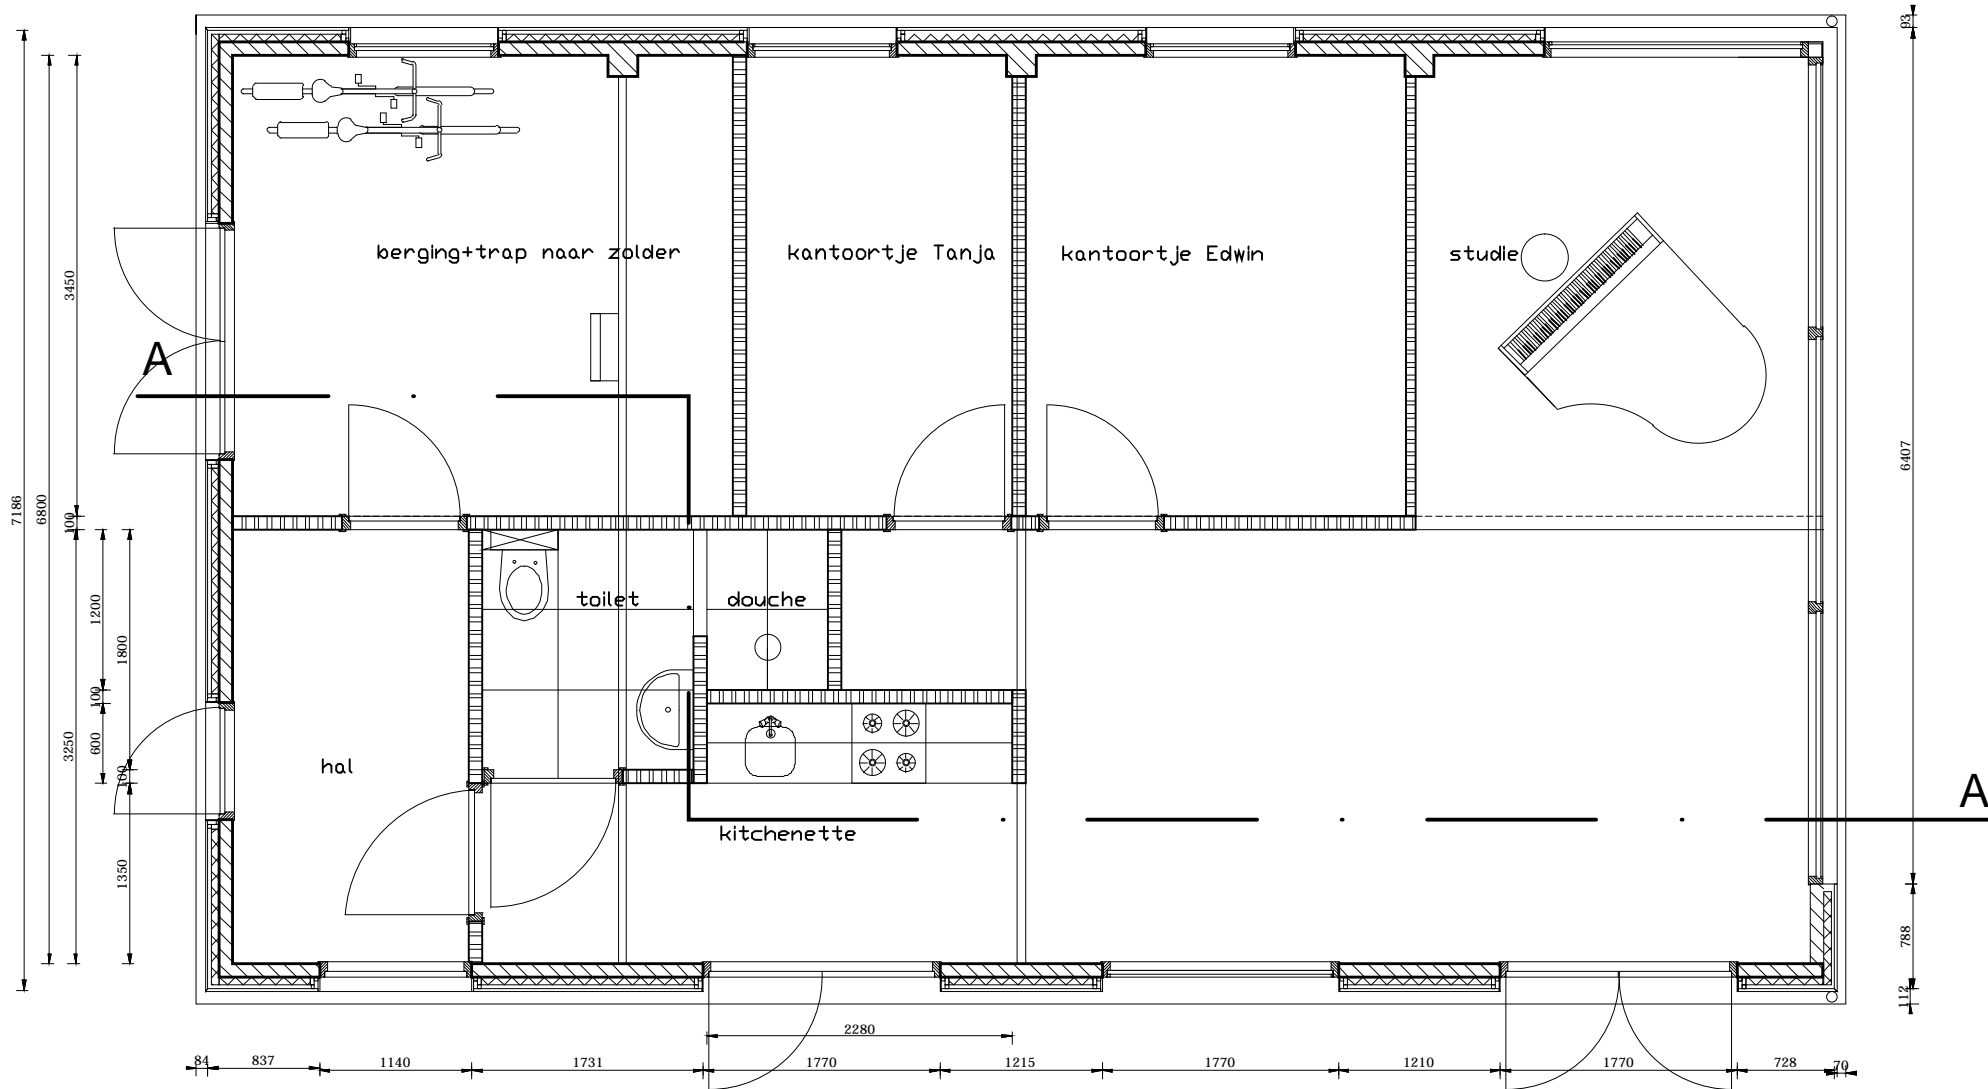 93
berging+trap naar zolder
kantoortje Tanja
kantoortje Edwin
studie
3450
A
7186
6800
100
6407
1200
1800
toilet
douche
100
3250
600
100
hal
A
kitchenette
1350
788
112
2280
84
837
1140
1731
1770
1215
1770
1210
1770
728
70